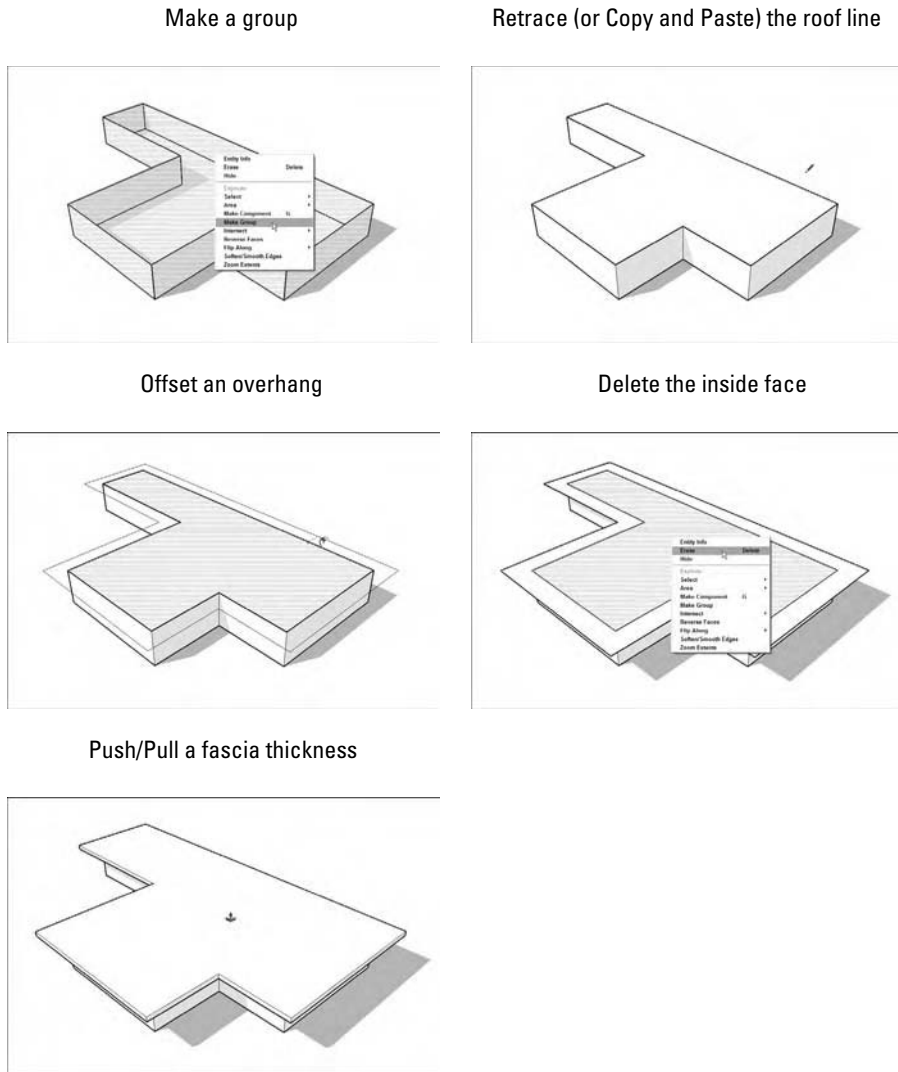 Make a group
Retrace (or Copy and Paste) the roof line
Entity Info
Erase Delete
Hide
Explode
Select
Area
Make Component G
Make Group
Intersect
Reverse Faces
Flip Along
Soften/Smooth Edges
Zoom Extents
Offset an overhang
Delete the inside face
Entity Info
Erase Delete
Hide
Explode
Select
Area
Make Component G
Make Group
Intersect
Reverse Faces
Flip Along
Soften/Smooth Edges
Zoom Extents
Push/Pull a fascia thickness